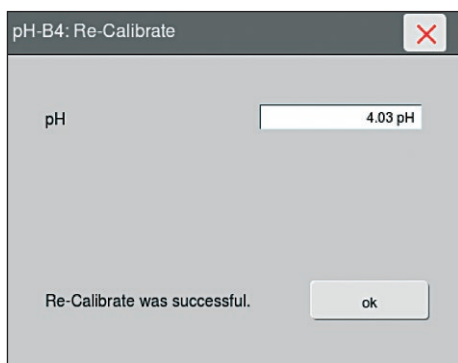 pH-B4: Re-Calibrate
pH 4.03 pH
Re-Calibrate was successful. ok